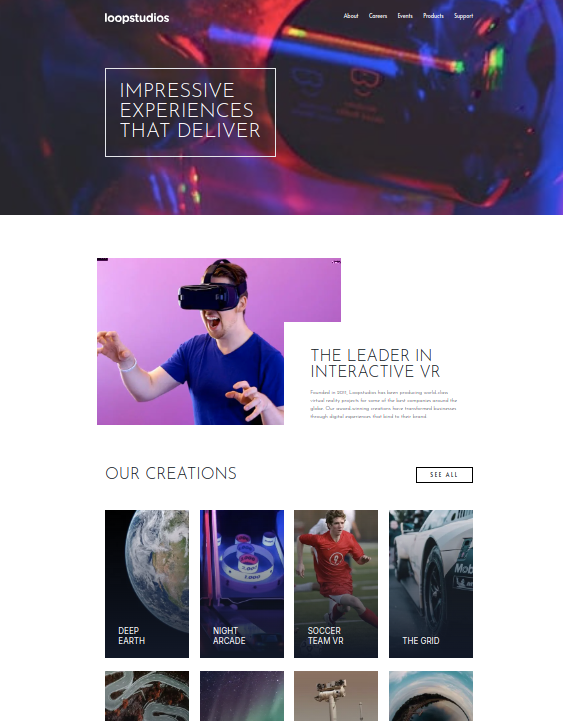 loopstudios
About Careers Events Products Support
IMPRESSIVE
EXPERIENCES
THAT DELIVER
THE LEADER IN
INTERACTIVE VR
Founded in 2011, Loopstudios has been producing world-class
virtual reality projects for some of the best companies around the
globe. Our award-winning creations have transformed businesses
through digital experiences that bind to their brand.
OUR CREATIONS
SEE ALL
DEEP
EARTH
NIGHT
ARCADE
SOCCER
TEAM VR
THE GRID